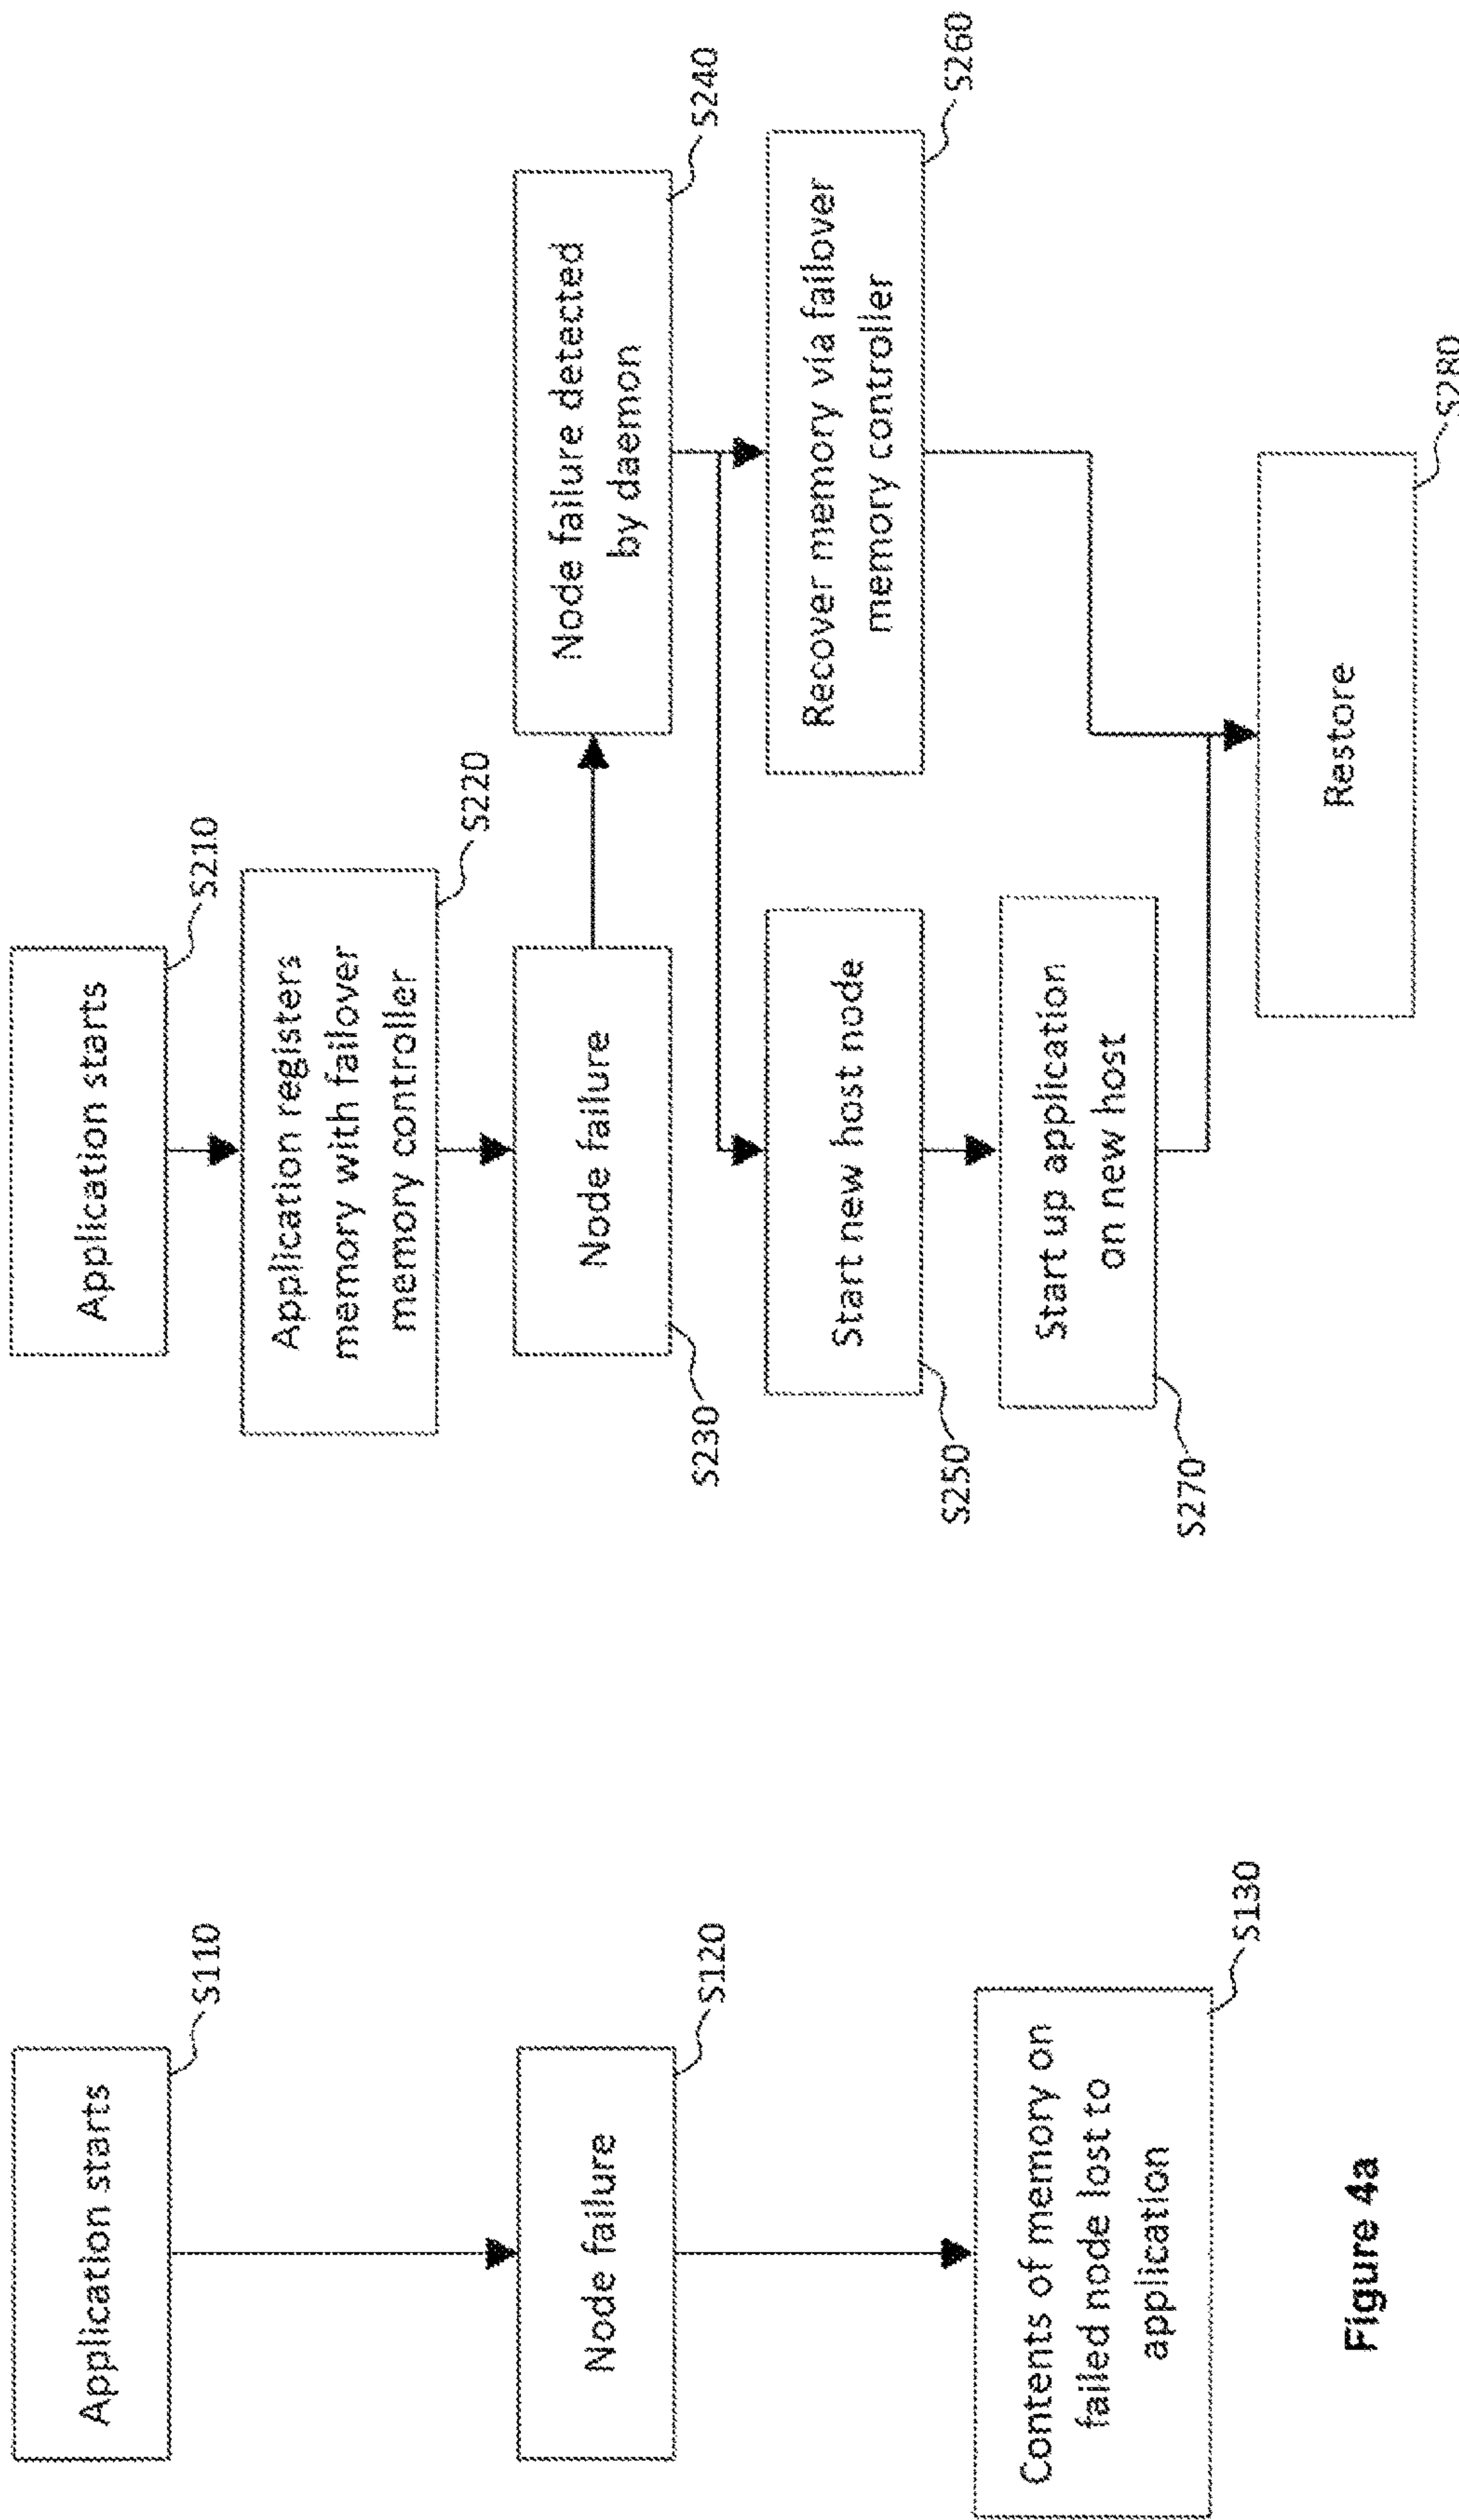 Application starts
S110
Node failure
S120
Contents of memory on
failed node lost to
application
S130
Figure 4a
Application starts
S210
Application registers
memory with failover
memory controller
S220
Node failure
S230
Node failure detected
by daemon
S240
Start new host node
S250
Recover memory via failover
memory controller
S260
Start up application
on new host
S270
Restore
S280